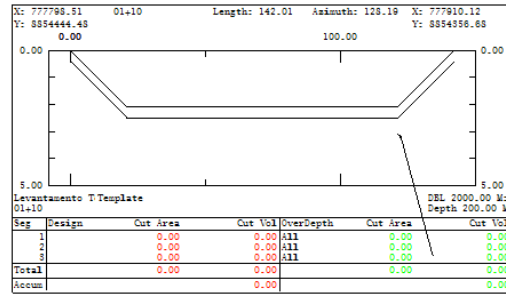 X: 777798.51 01+10 Length: 142.01 Azimuth: 128.19 X: 777910.12
Y: 8854444.48 Y: 8854356.68
0.00 100.00
0.00 0.00
5.00 5.00
Levantamento T Template DBL 2000.00 M:
01+10 Depth 200.00 M
Seg Design Cut Area Cut Vol OverDepth Cut Area Cut Vol
1 0.00 0.00 All 0.00 0.00
2 0.00 0.00 All 0.00 0.00
3 0.00 0.00 All 0.00 0.00
Total 0.00 0.00 0.00 0.00
Accum 0.00 0.00